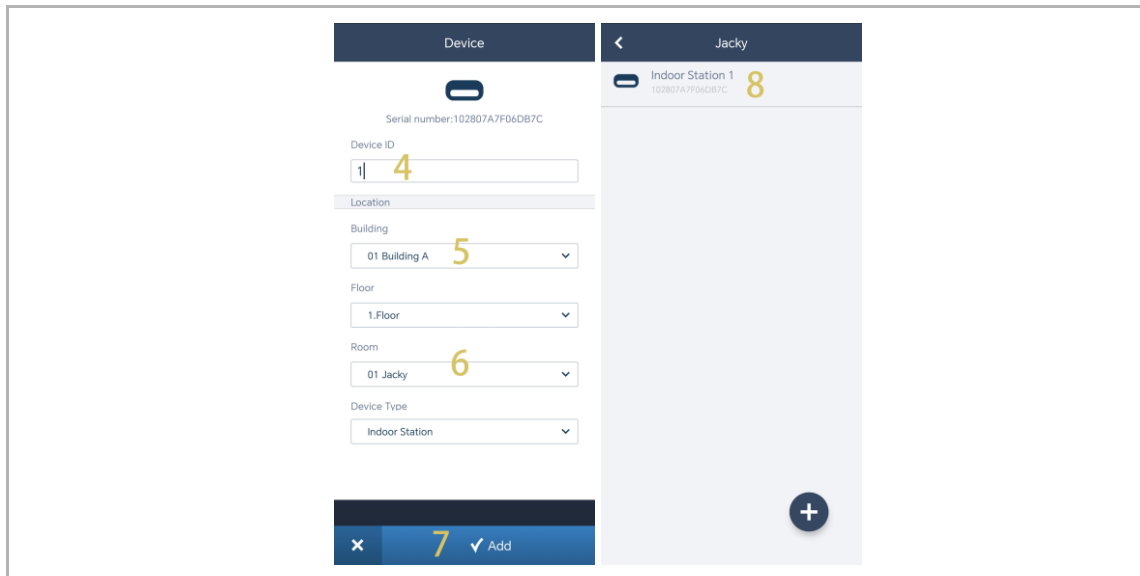 Device
Serial number:102807A7F06DB7C
Device ID
1
4
Location
Building
01 Building A
5
Floor
1.Floor
Room
6
01 Jacky
Device Type
Indoor Station
7
Add
Jacky
Indoor Station 1
102807A7F06DB7C
8